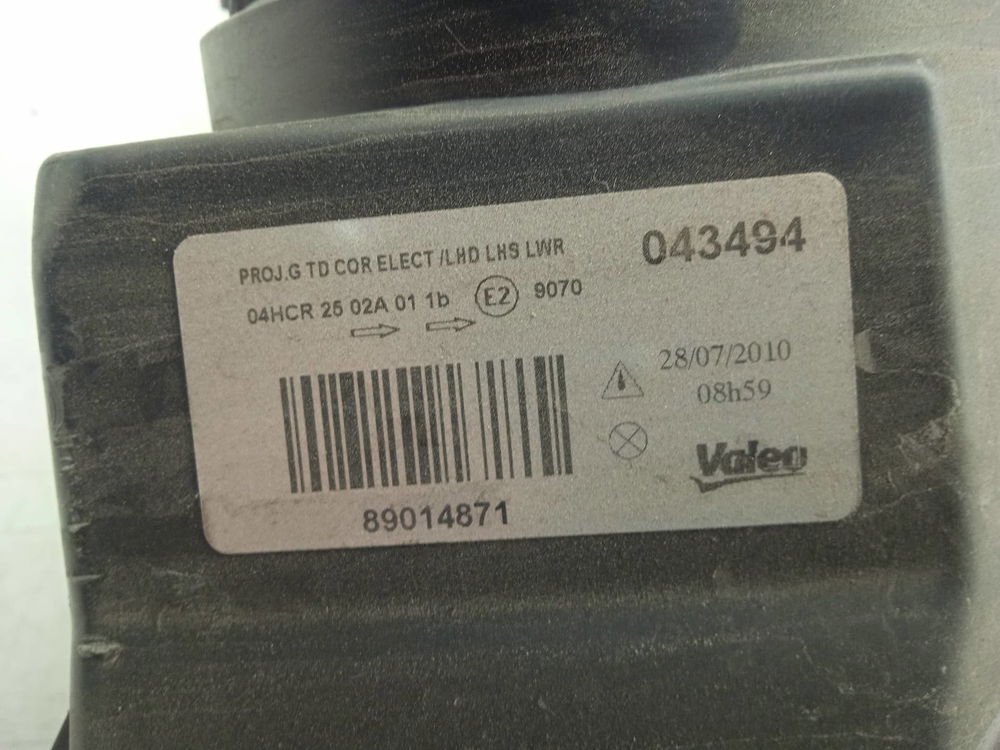 PROJ.G TD COR ELECT /LHD LHS LWR
043494
04HCR 25 02A 01 1b E2 9070
28/07/2010
08h59
Valeo
89014871